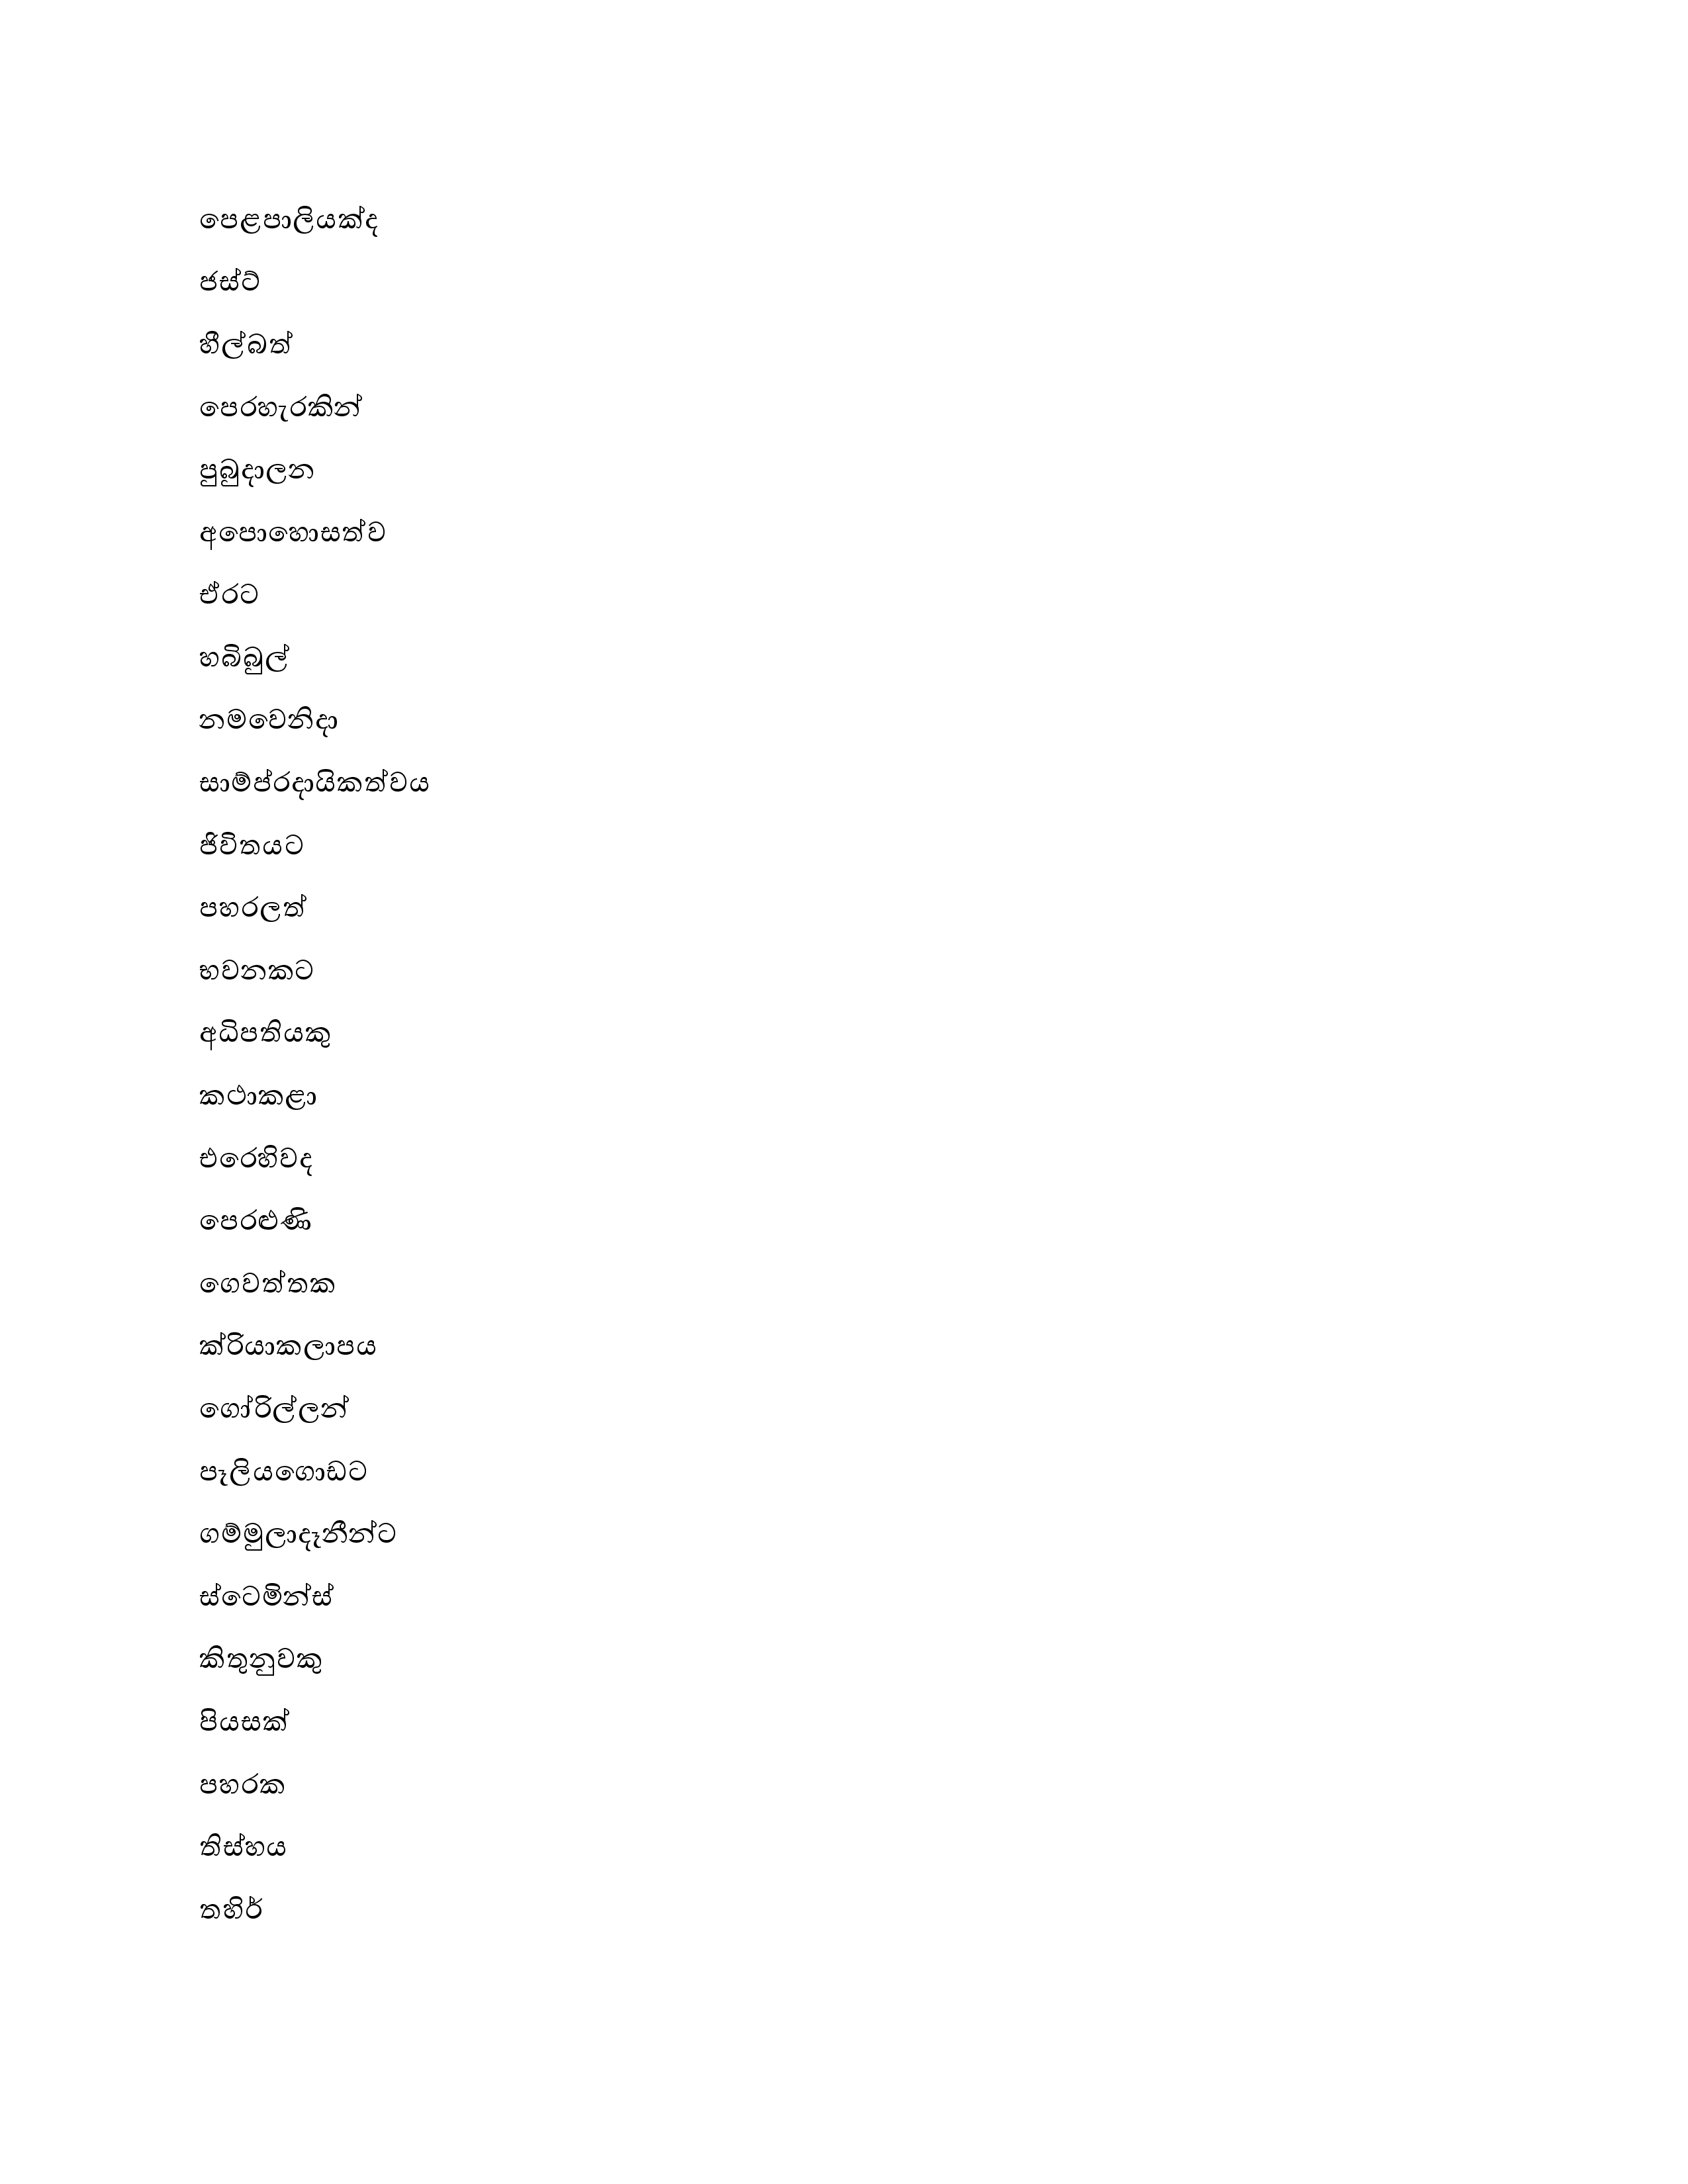 පෙළපාලියක්ද
ජස්ට්
හීල්බත්
පෙරහැරකින්
පුබුදාලන
අපොහොසත්ව
ඒරට
හබිබුල්
නමවෙනිදා
සාම්ප්රදායිකත්වය
ජිවිතයට
පහරලත්
භවනකට
අධිපතියකු
කථාකළා
එරෙහිවද
පෙරළුණි
ගෙවත්තක
ක්රියාකලාපය
ගෝරිල්ලන්
පෑලියගොඩට
ගම්මුලාදෑනීන්ට
ස්ටෙමින්ස්
කිතුනුවකු
පියසක්
පහරක
තිස්හය
තහිර්